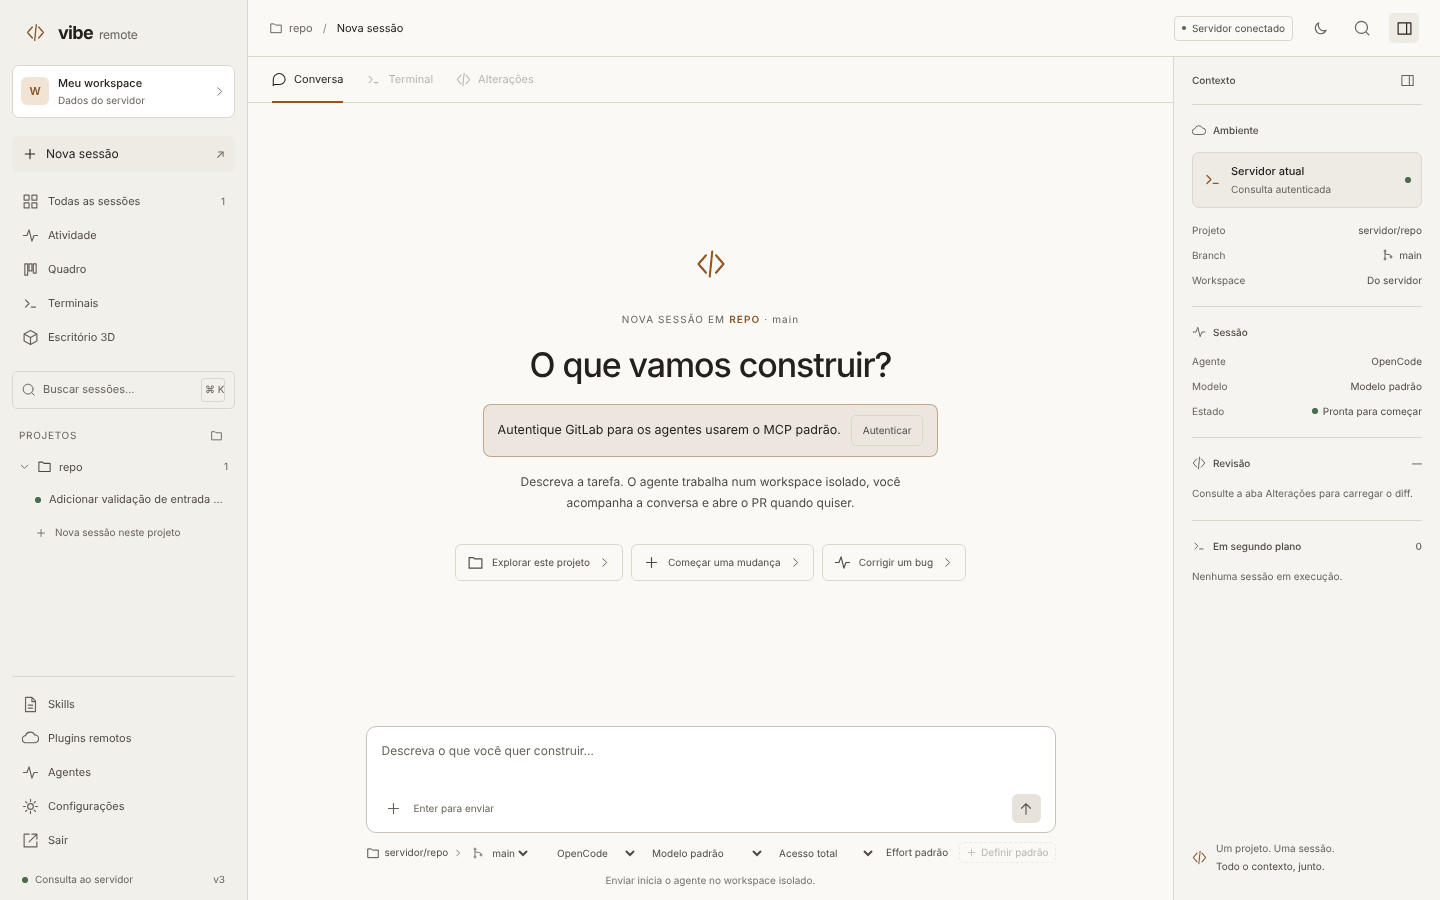 vibe remote
W
Meu workspace
Dados do servidor
Nova sessão
Todas as sessões 1
Atividade
Quadro
Terminais
Escritório 3D
Buscar sessões... ⌘ K
PROJETOS
repo 1
Adicionar validação de entrada ...
Nova sessão neste projeto
Skills
Plugins remotos
Agentes
Configurações
Sair
Consulta ao servidor v3
repo / Nova sessão
Servidor conectado
Conversa Terminal Alterações
NOVA SESSÃO EM REPO · main
O que vamos construir?
Autentique GitLab para os agentes usarem o MCP padrão. Autenticar
Descreva a tarefa. O agente trabalha num workspace isolado, você
acompanha a conversa e abre o PR quando quiser.
Explorar este projeto Começar uma mudança Corrigir um bug
Descreva o que você quer construir...
Enter para enviar
servidor/repo main OpenCode Modelo padrão Acesso total Effort padrão + Definir padrão
Enviar inicia o agente no workspace isolado.
Contexto
Ambiente
Servidor atual
Consulta autenticada
Projeto servidor/repo
Branch main
Workspace Do servidor
Sessão
Agente OpenCode
Modelo Modelo padrão
Estado Pronta para começar
Revisão —
Consulte a aba Alterações para carregar o diff.
Em segundo plano 0
Nenhuma sessão em execução.
Um projeto. Uma sessão.
Todo o contexto, junto.